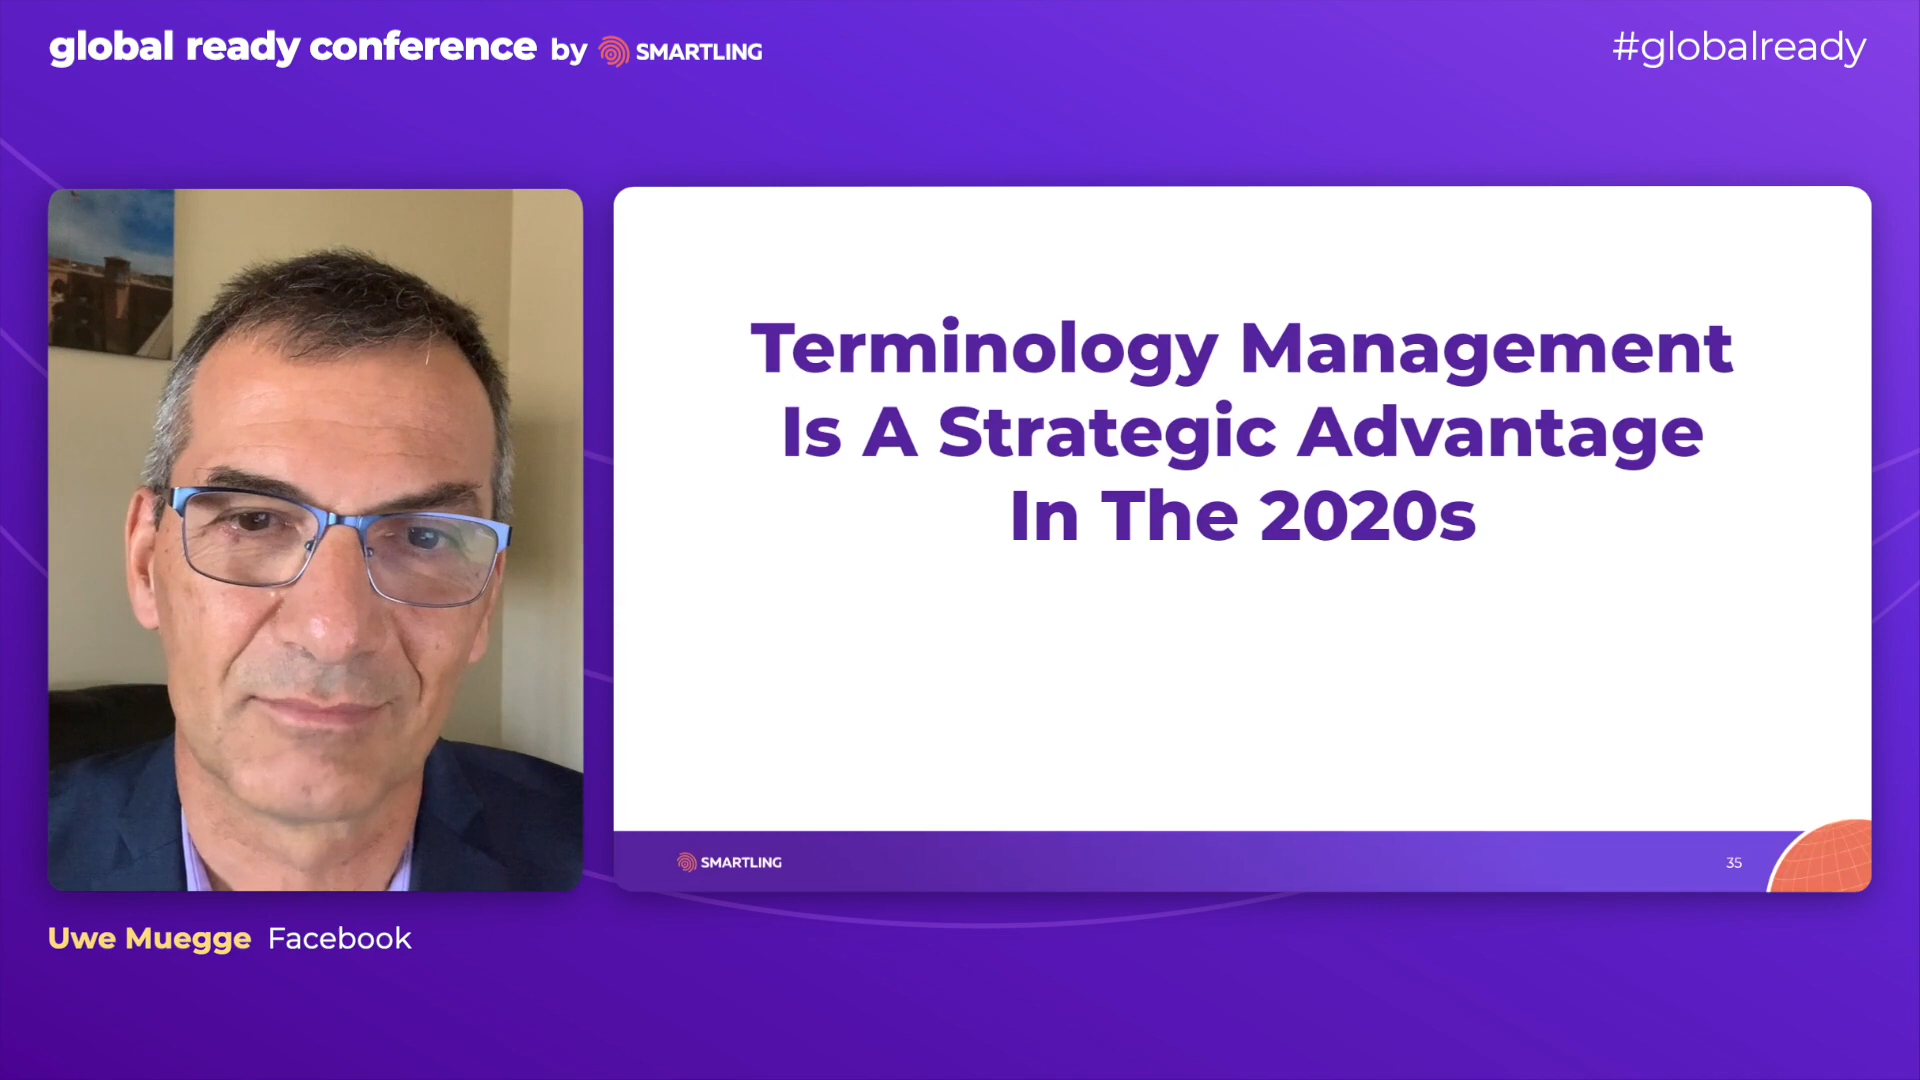 global ready conference by SMARTLING
#globalready
Terminology Management
Is A Strategic Advantage
In The 2020s
SMARTLING
35
Uwe Muegge Facebook